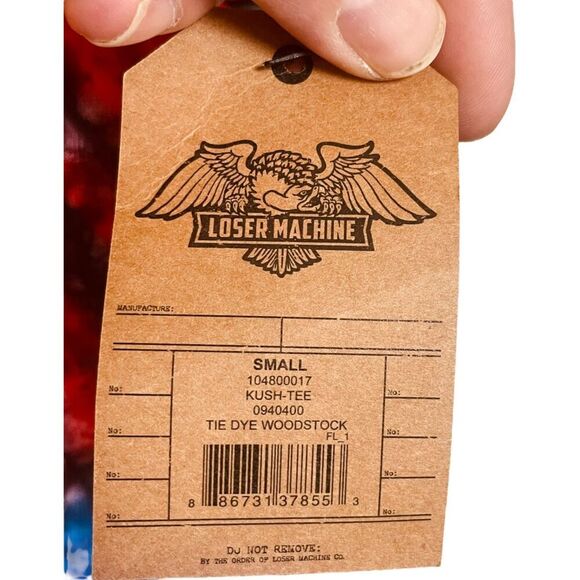 LOSER MACHINE
MANUFACTURE:
SMALL
104800017
No: KUSH-TEE No:
0940400
No: TIE DYE WOODSTOCK No:
FL_1
No: No:
No: No:
8 86731 37855 3
DO NOT REMOVE:
BY THE ORDER OF LOSER MACHINE CO.